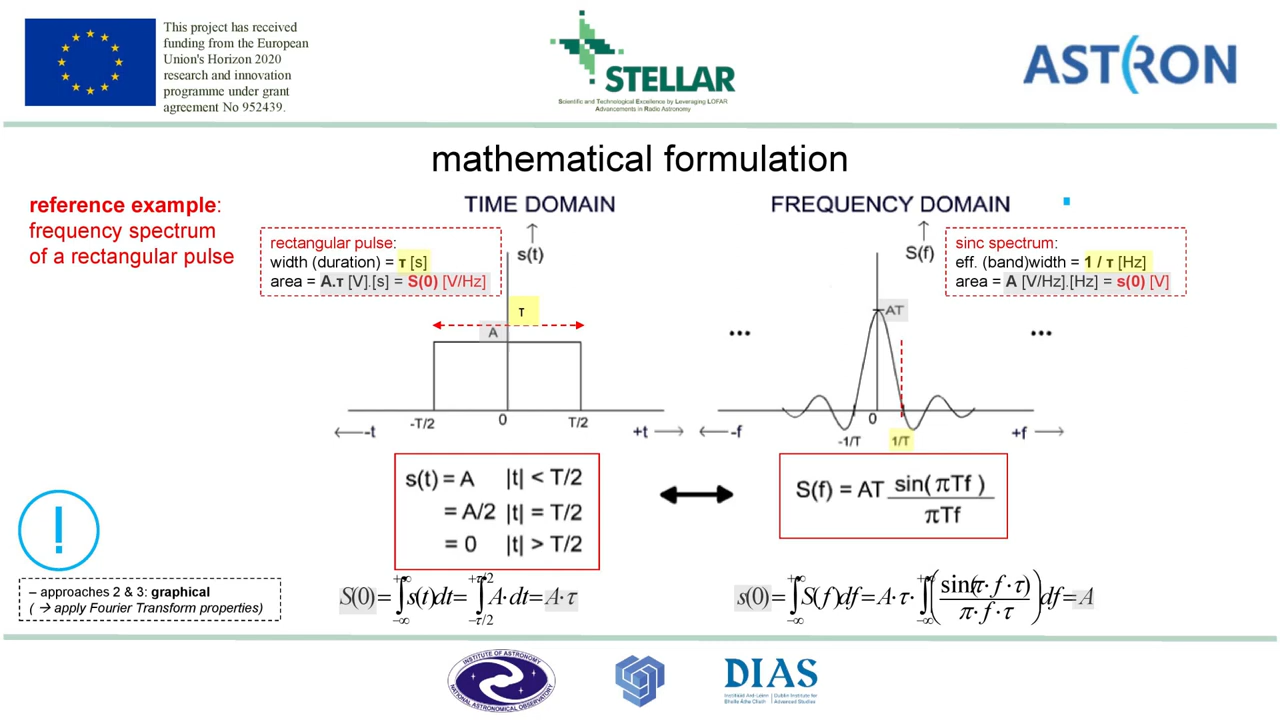 This project has received
funding from the European
Union's Horizon 2020
research and innovation
programme under grant
agreement No 952439.
STELLAR
Scientific and Technological Excellence by Leveraging LOFAR
Advancements in Radio Astronomy
ASTRON
mathematical formulation
reference example:
frequency spectrum
of a rectangular pulse
TIME DOMAIN
FREQUENCY DOMAIN
rectangular pulse:
width (duration) = τ [s]
area = A.τ [V].[s] = S(0) [V/Hz]
s(t)
τ
A
-T/2
0
T/2
-t
+t
sinc spectrum:
eff. (band)width = 1 / τ [Hz]
area = A [V/Hz].[Hz] = s(0) [V]
S(f)
AT
...
...
0
-1/T
1/T
-f
+f
s(t) = A |t| < T/2
= A/2 |t| = T/2
= 0 |t| > T/2
S(f) = AT sin(πTf) / πTf
!
– approaches 2 & 3: graphical
(→ apply Fourier Transform properties)
S(0)=∫_{-∞}^{+∞} s(t)dt=∫_{-τ/2}^{+τ/2} A·dt=A·τ
s(0)=∫_{-∞}^{+∞} S(f)df=A·τ·∫_{-∞}^{+∞} (sin(π·f·τ) / π·f·τ) df=A
INSTITUTE OF ASTRONOMY
NATIONAL ASTRONOMICAL OBSERVATORY
DIAS
Institiúid Ard-Léinn | Dublin Institute for
Bhaile Átha Cliath | Advanced Studies